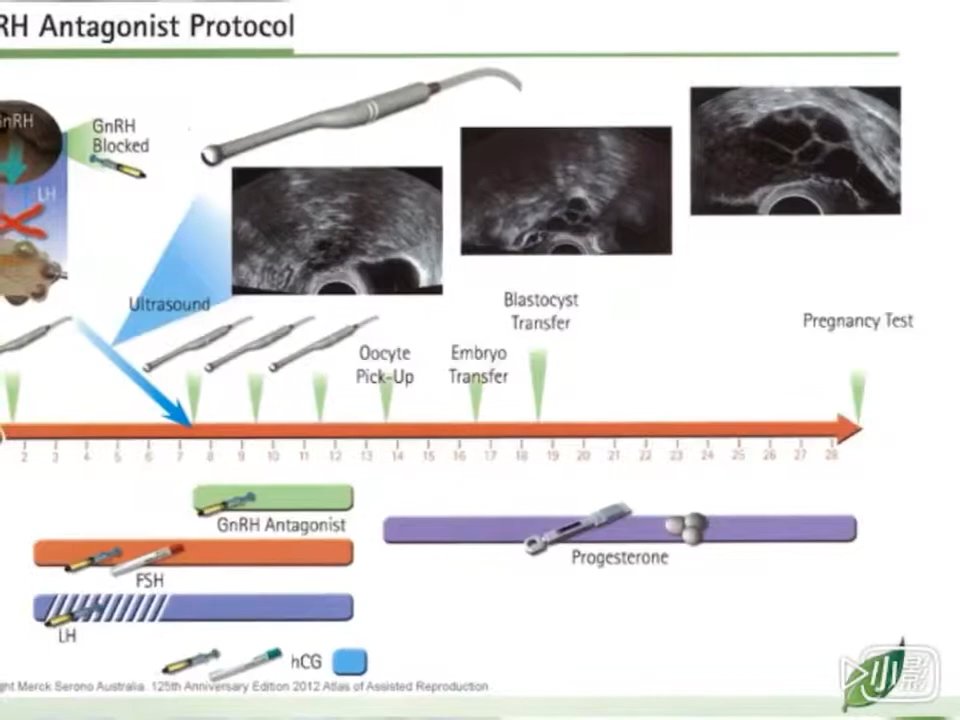 RH Antagonist Protocol
GnRH
GnRH
Blocked
LH
Ultrasound
Oocyte
Pick-Up
Embryo
Transfer
Blastocyst
Transfer
Pregnancy Test
2 3 4 5 6 7 8 9 10 11 12 13 14 15 16 17 18 19 20 21 22 23 24 25 26 27 28
GnRH Antagonist
FSH
LH
Progesterone
hCG
ght Merck Serono Australia. 125th Anniversary Edition 2012 Atlas of Assisted Reproduction
小影